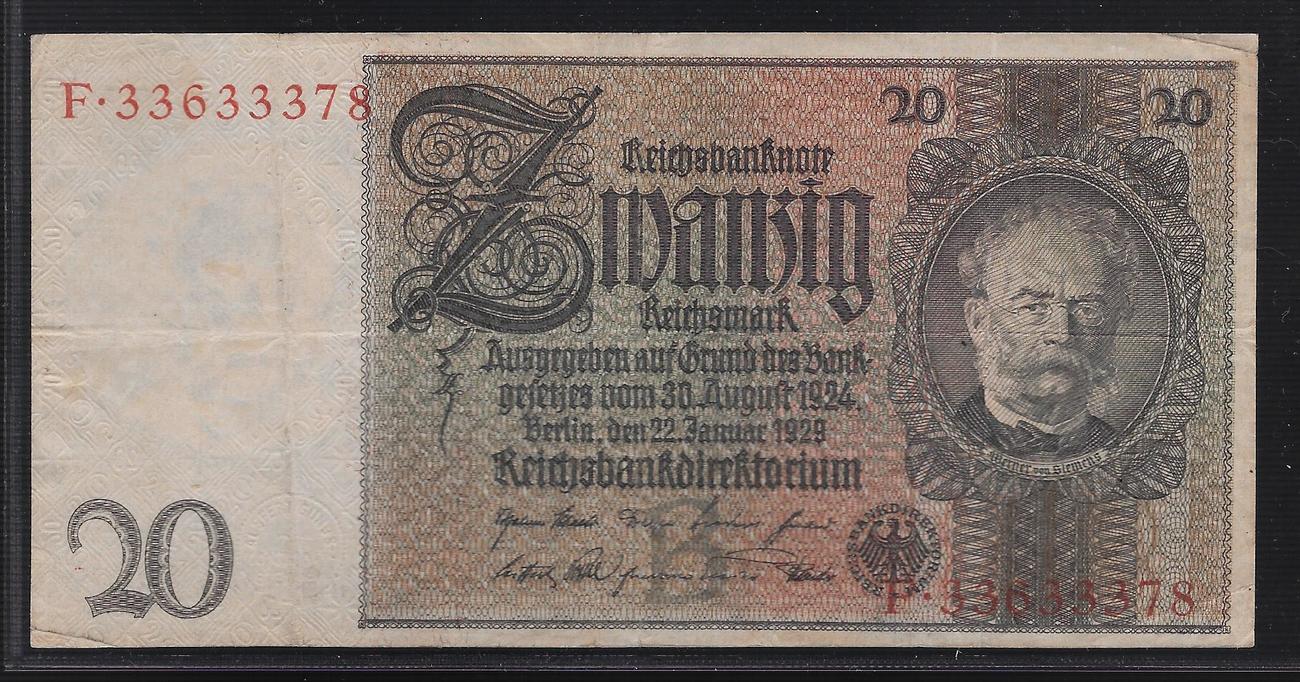 F·33633378
20 20
Reichsbanknote
Zwanzig
Reichsmark
Ausgegeben auf Grund des Bank-
gesetzes vom 30. August 1924.
Berlin, den 22. Januar 1929
Reichsbankdirektorium
Werner von Siemens
REICHSBANKDIREKTORIUM
F·33633378
20